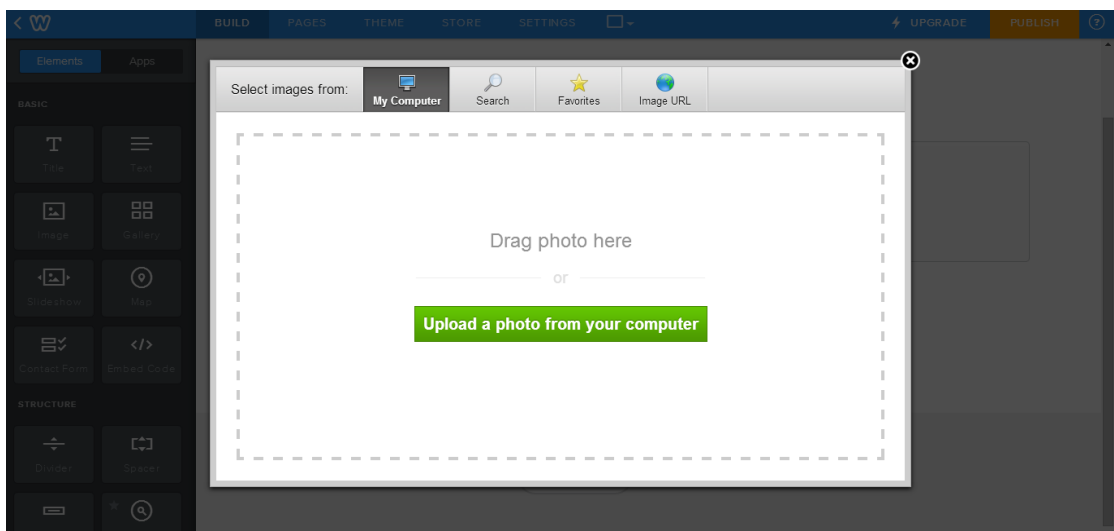 BUILD PAGES THEME STORE SETTINGS UPGRADE PUBLISH ?
Elements Apps
BASIC
Title Text
Image Gallery
Slideshow Map
Contact Form Embed Code
STRUCTURE
Divider Spacer
Select images from: My Computer Search Favorites Image URL
Drag photo here
or
Upload a photo from your computer